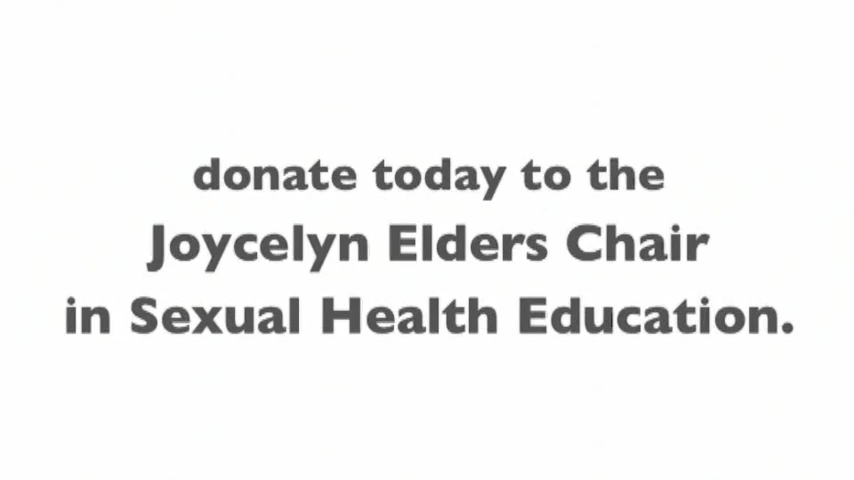 donate today to the
Joycelyn Elders Chair
in Sexual Health Education.